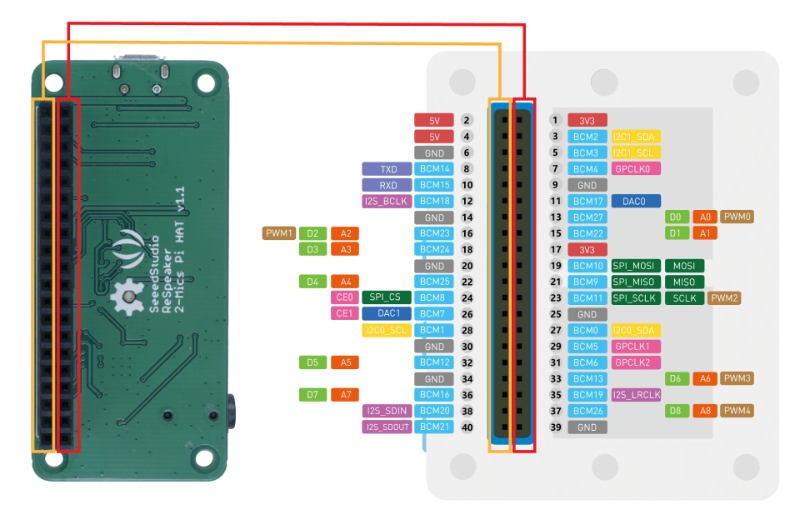 SeeedStudio
ReSpeaker
2-Mics Pi HAT v1.1
5V 2 1 3V3
5V 4 3 BCM2 I2C1_SDA
GND 6 5 BCM3 I2C1_SCL
TXD BCM14 8 7 BCM4 GPCLK0
RXD BCM15 10 9 GND
I2S_BCLK BCM18 12 11 BCM17 DAC0
GND 14 13 BCM27 D0 A0 PWM0
PWM1 D2 A2 BCM23 16 15 BCM22 D1 A1
D3 A3 BCM24 18 17 3V3
GND 20 19 BCM10 SPI_MOSI MOSI
D4 A4 BCM25 22 21 BCM9 SPI_MISO MISO
CE0 SPI_CS BCM8 24 23 BCM11 SPI_SCLK SCLK PWM2
CE1 DAC1 BCM7 26 25 GND
I2C0_SCL BCM1 28 27 BCM0 I2C0_SDA
GND 30 29 BCM5 GPCLK1
D5 A5 BCM12 32 31 BCM6 GPCLK2
GND 34 33 BCM13 D6 A6 PWM3
D7 A7 BCM16 36 35 BCM19 I2S_LRCLK
I2S_SDIN BCM20 38 37 BCM26 D8 A8 PWM4
I2S_SDOUT BCM21 40 39 GND